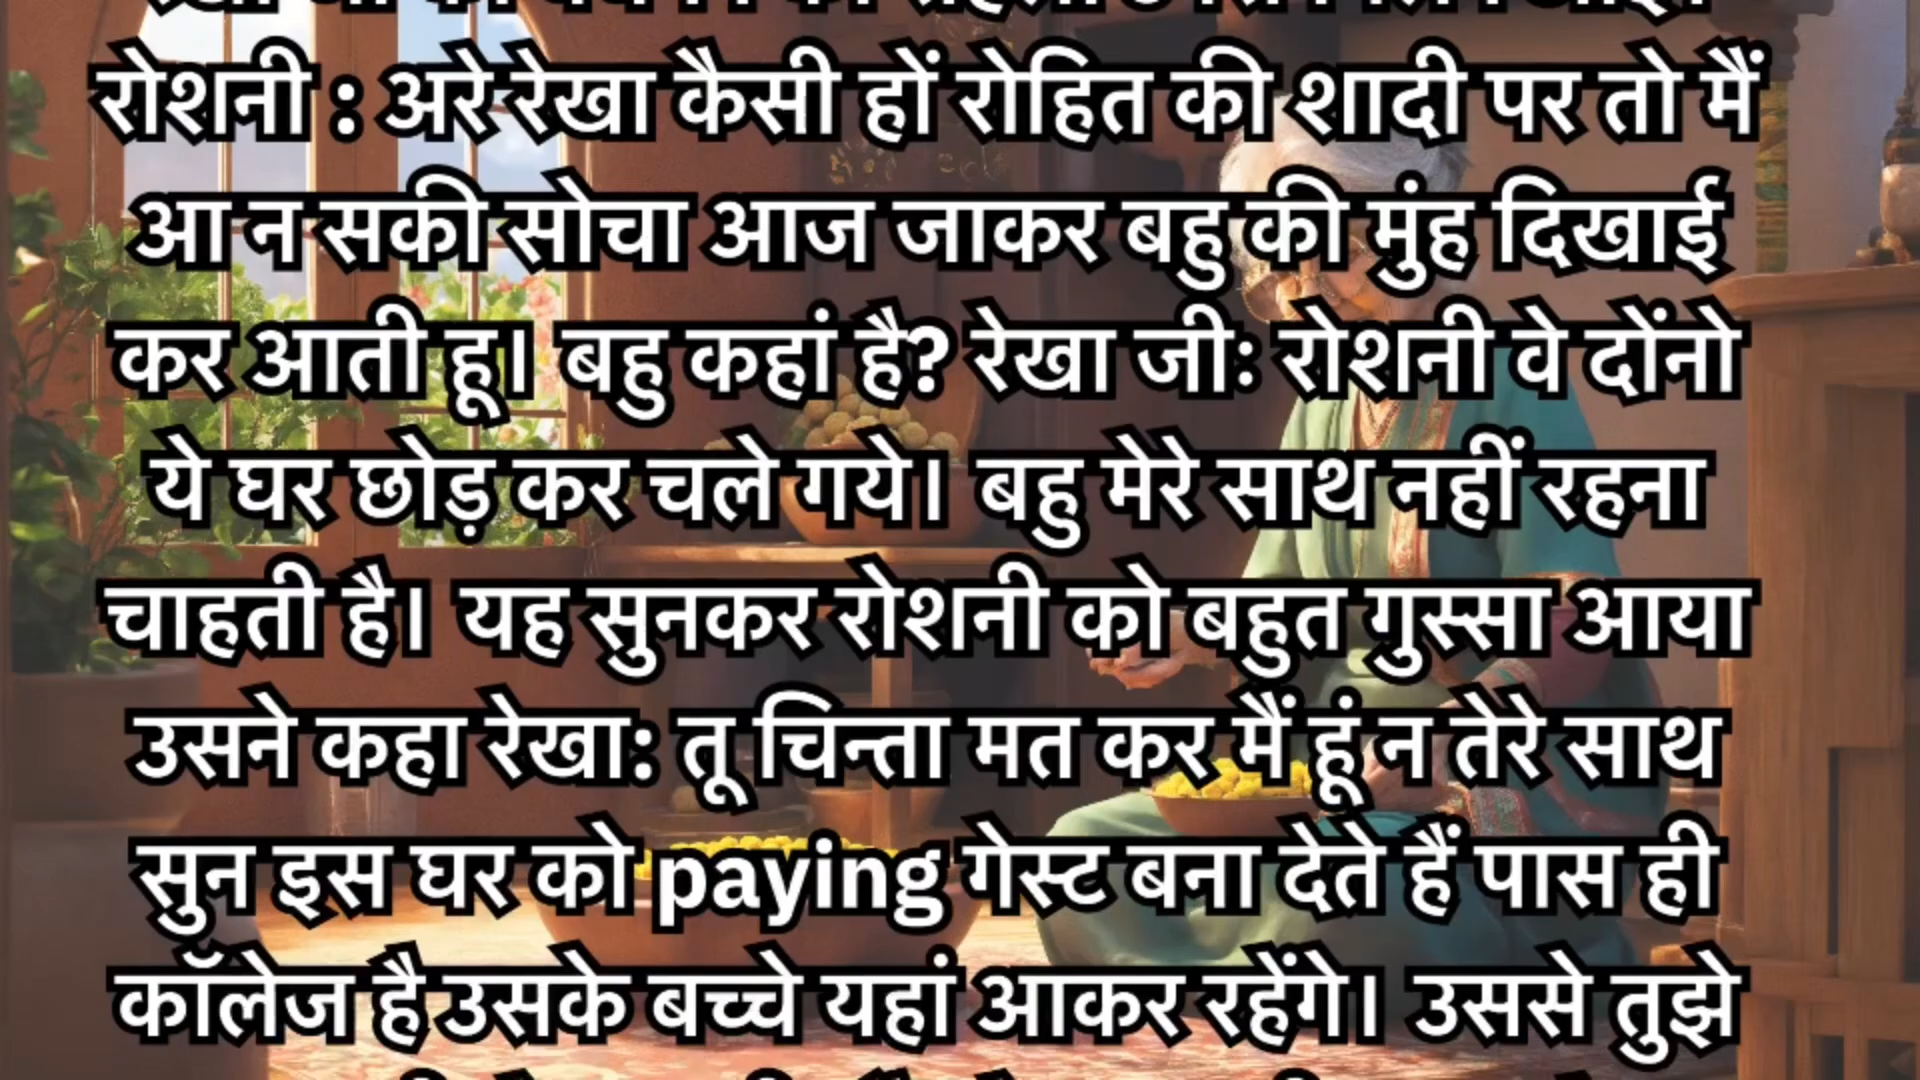 रोशनी : अरे रेखा कैसी हों रोहित की शादी पर तो मैं
आ न सकी सोचा आज जाकर बहु की मुंह दिखाई
कर आती हू। बहु कहां है? रेखा जीः रोशनी वे दोंनो
ये घर छोड़ कर चले गये। बहु मेरे साथ नहीं रहना
चाहती है। यह सुनकर रोशनी को बहुत गुस्सा आया
उसने कहा रेखा: तू चिन्ता मत कर मैं हूं न तेरे साथ
सुन इस घर को paying गेस्ट बना देते हैं पास ही
कॉलेज है उसके बच्चे यहां आकर रहेंगे। उससे तुझे